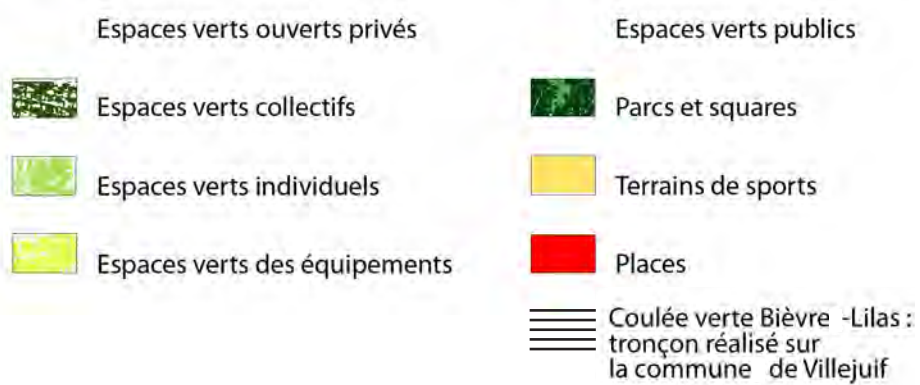 Espaces verts ouverts privés
Espaces verts collectifs
Espaces verts individuels
Espaces verts des équipements
Espaces verts publics
Parcs et squares
Terrains de sports
Places
Coulée verte Bièvre -Lilas :
tronçon réalisé sur
la commune de Villejuif